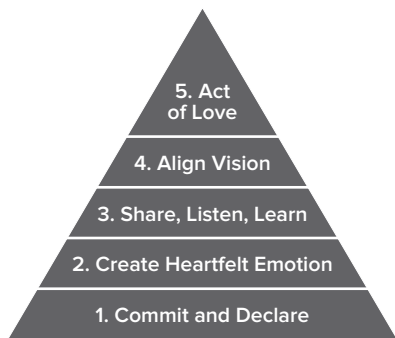 5. Act
of Love
4. Align Vision
3. Share, Listen, Learn
2. Create Heartfelt Emotion
1. Commit and Declare